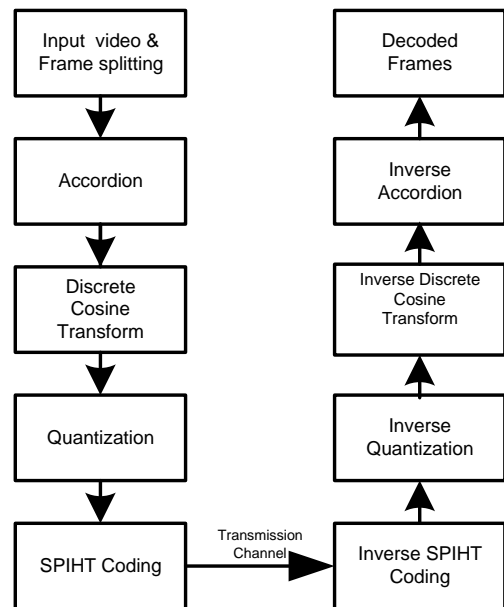 Input video &
Frame splitting
Accordion
Discrete
Cosine
Transform
Quantization
SPIHT Coding
Transmission
Channel
Decoded
Frames
Inverse
Accordion
Inverse Discrete
Cosine
Transform
Inverse
Quantization
Inverse SPIHT
Coding